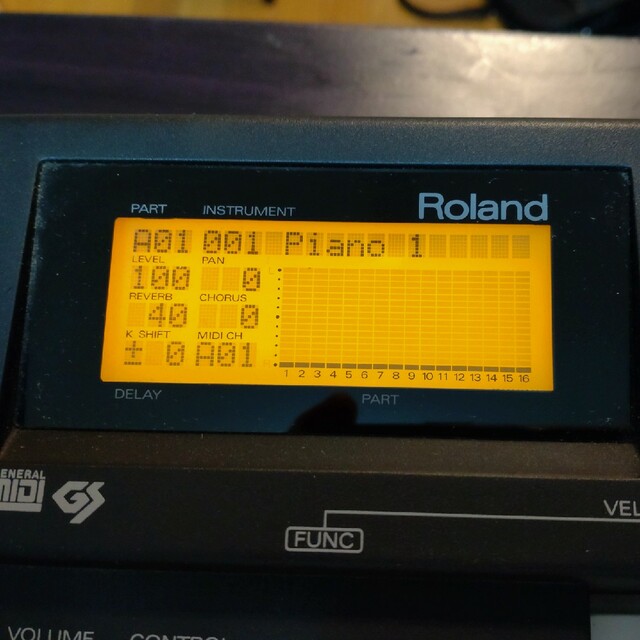 PART INSTRUMENT Roland
A01 001 Piano 1
LEVEL PAN
100 0
REVERB CHORUS
40 0
K SHIFT MIDI CH
± 0 A01
1 2 3 4 5 6 7 8 9 10 11 12 13 14 15 16
DELAY PART
GENERAL
MIDI GS
VEL
FUNC
VOLUME CONTROL